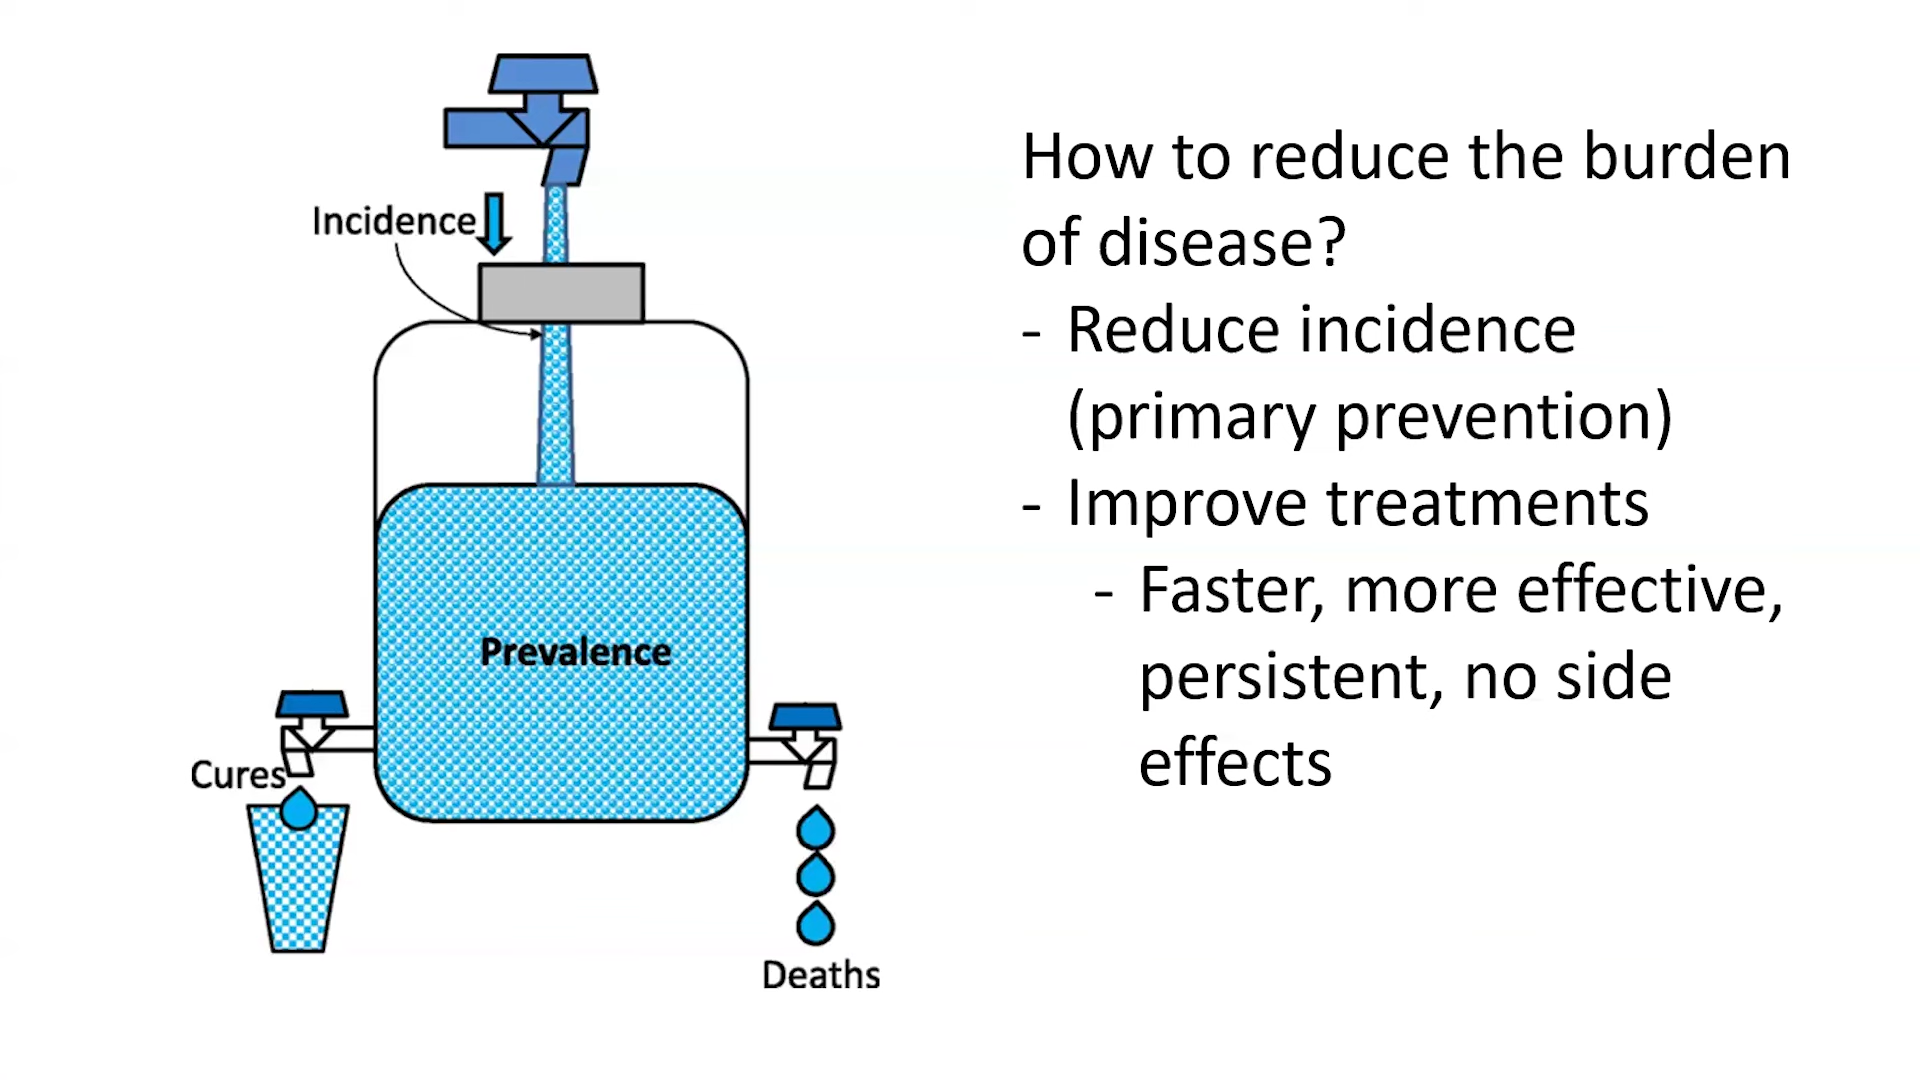 Incidence
Prevalence
Cures
Deaths
How to reduce the burden
of disease?
- Reduce incidence
(primary prevention)
- Improve treatments
- Faster, more effective,
persistent, no side
effects